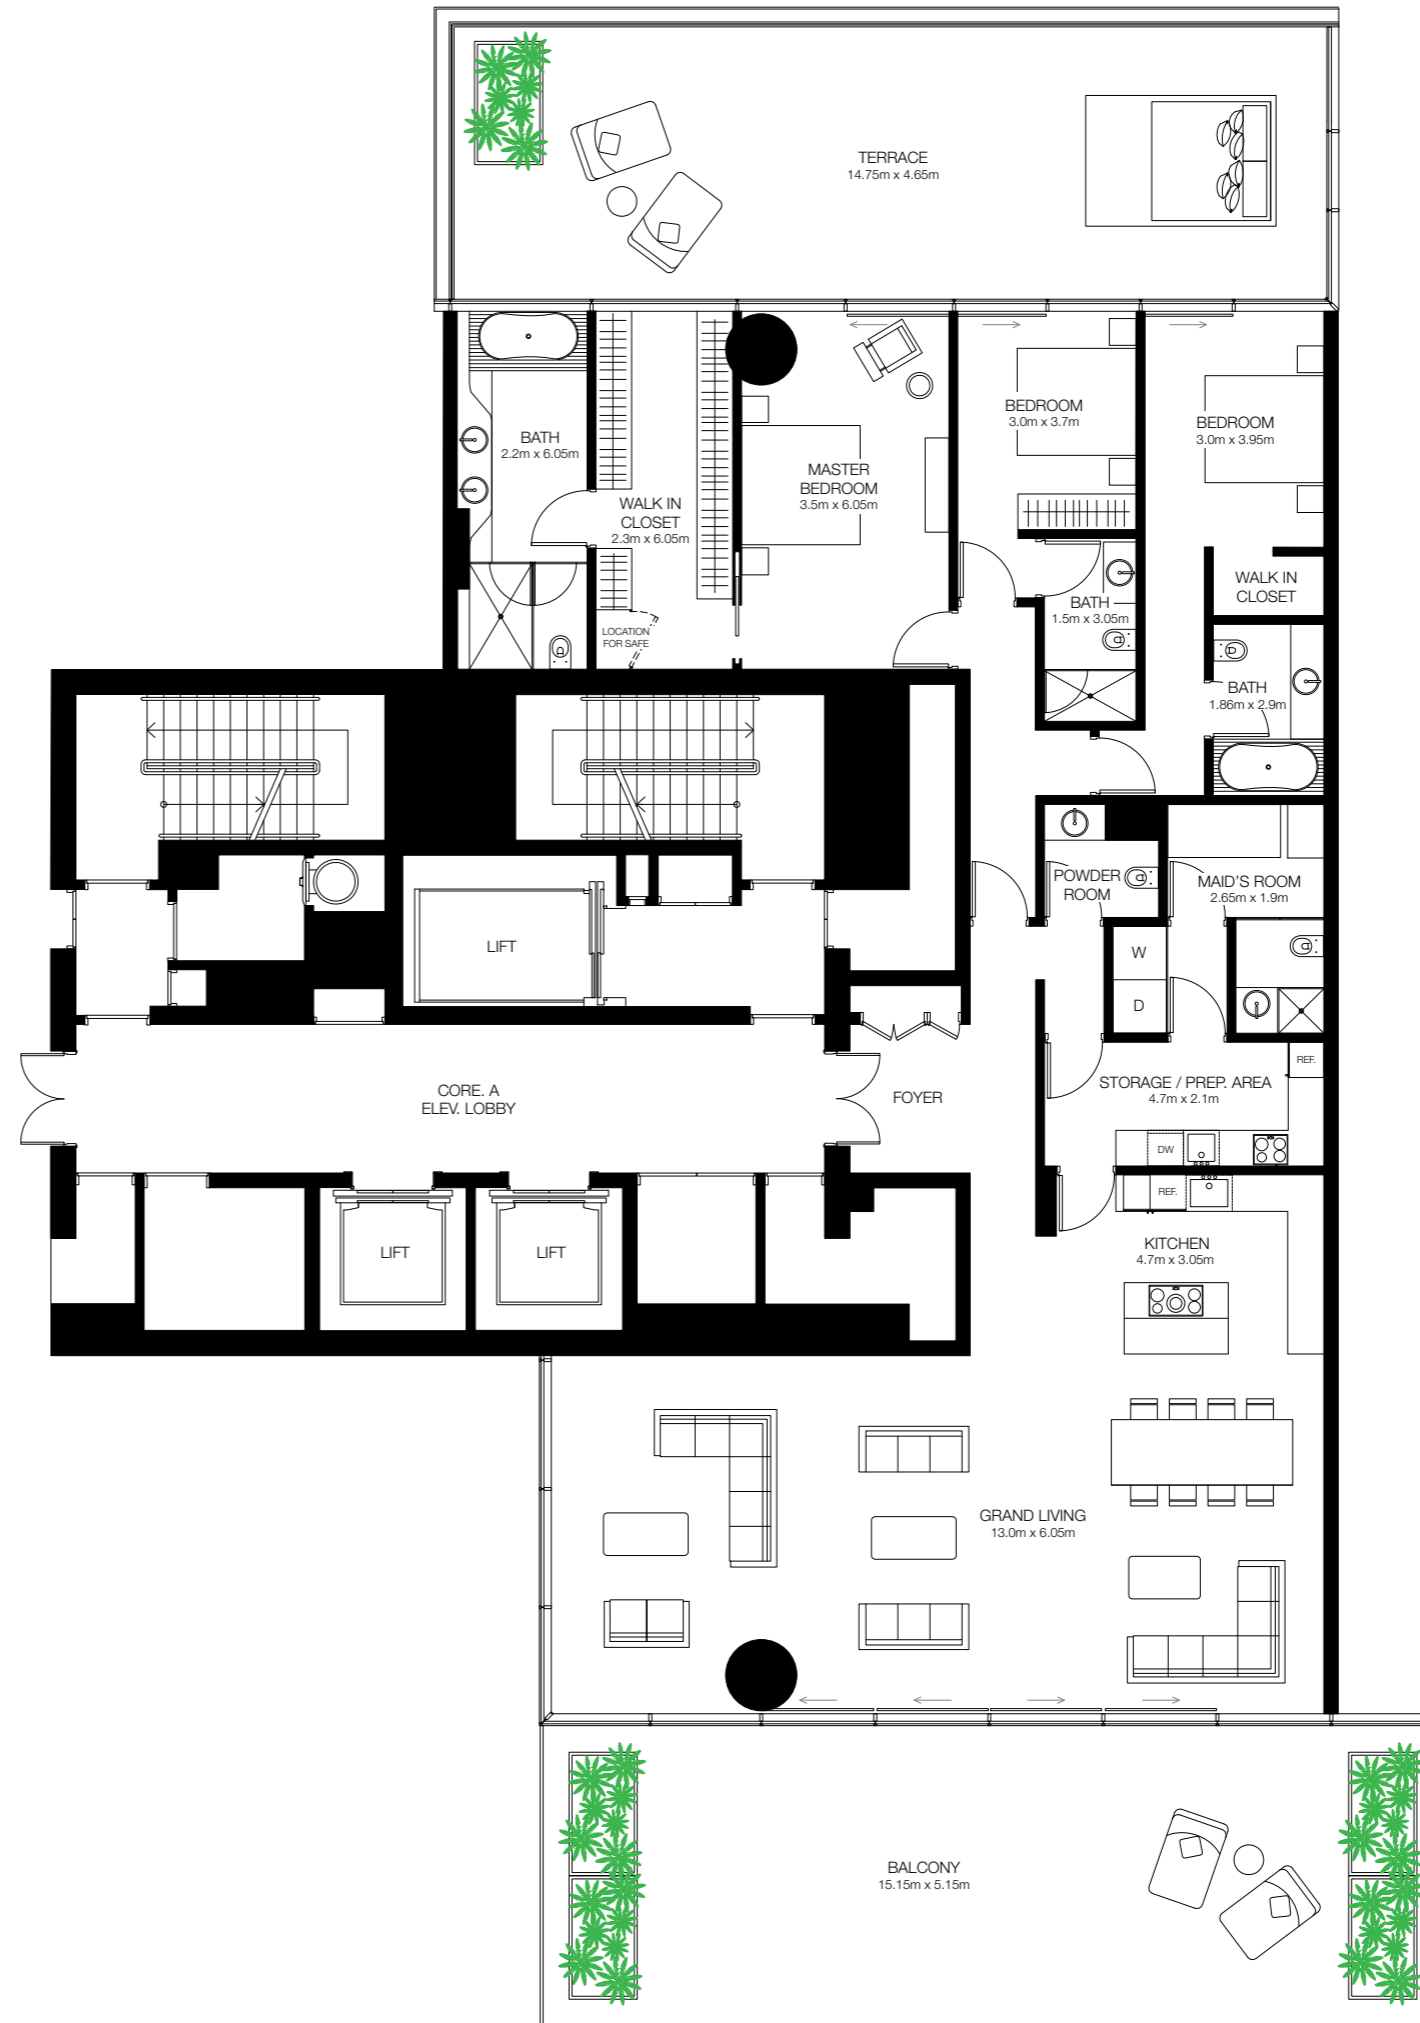 TERRACE
14.75m x 4.65m
BATH
2.2m x 6.05m
WALK IN
CLOSET
2.3m x 6.05m
LOCATION
FOR SAFE
MASTER
BEDROOM
3.5m x 6.05m
BEDROOM
3.0m x 3.7m
BEDROOM
3.0m x 3.95m
BATH
1.5m x 3.05m
WALK IN
CLOSET
BATH
1.86m x 2.9m
POWDER
ROOM
MAID'S ROOM
2.65m x 1.9m
LIFT
W
D
CORE. A
ELEV. LOBBY
FOYER
STORAGE / PREP. AREA
4.7m x 2.1m
REF.
DW
REF.
LIFT
LIFT
KITCHEN
4.7m x 3.05m
GRAND LIVING
13.0m x 6.05m
BALCONY
15.15m x 5.15m